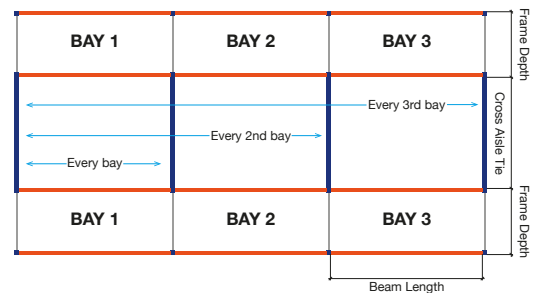 BAY 1
BAY 2
BAY 3
Frame Depth
Every 3rd bay
Every 2nd bay
Every bay
Cross Aisle Tie
BAY 1
BAY 2
BAY 3
Frame Depth
Beam Length